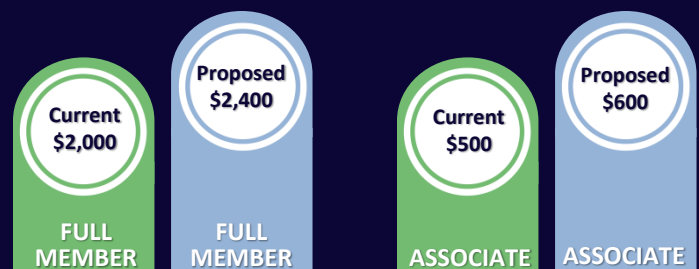 Current
$2,000
FULL
MEMBER
Proposed
$2,400
FULL
MEMBER
Current
$500
ASSOCIATE
Proposed
$600
ASSOCIATE